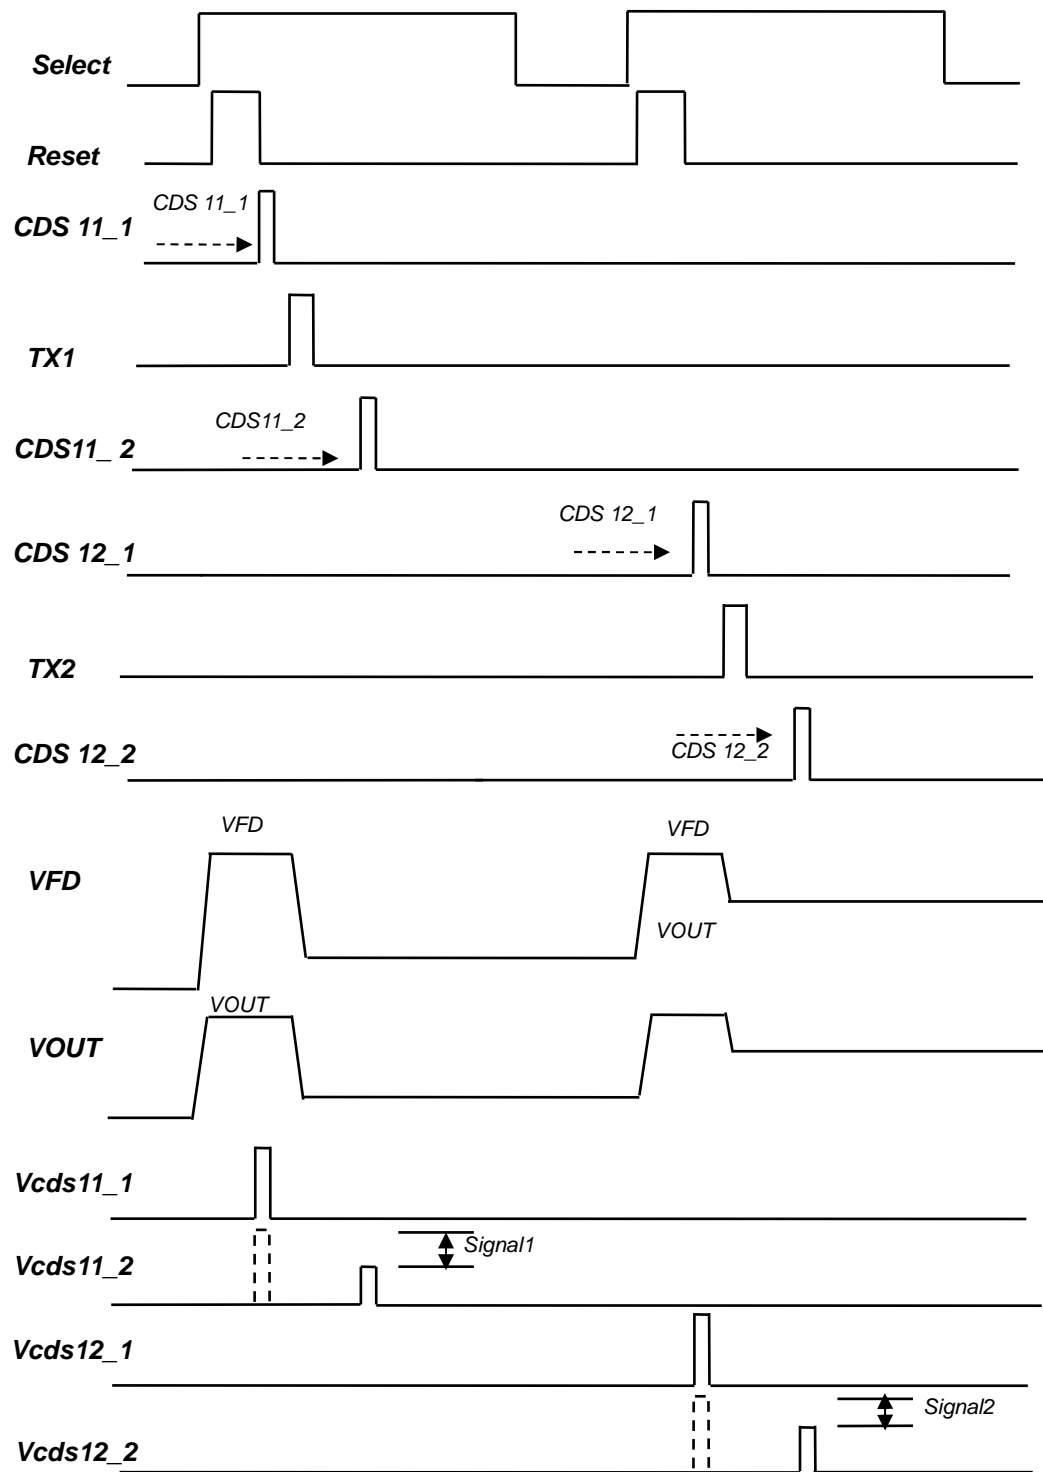 Select
Reset
CDS 11_1
CDS 11_1
TX1
CDS11_2
CDS11_ 2
CDS 12_1
CDS 12_1
TX2
CDS 12_2
CDS 12_2
VFD
VFD
VFD
VOUT
VOUT
VOUT
Vcds11_1
Signal1
Vcds11_2
Vcds12_1
Signal2
Vcds12_2